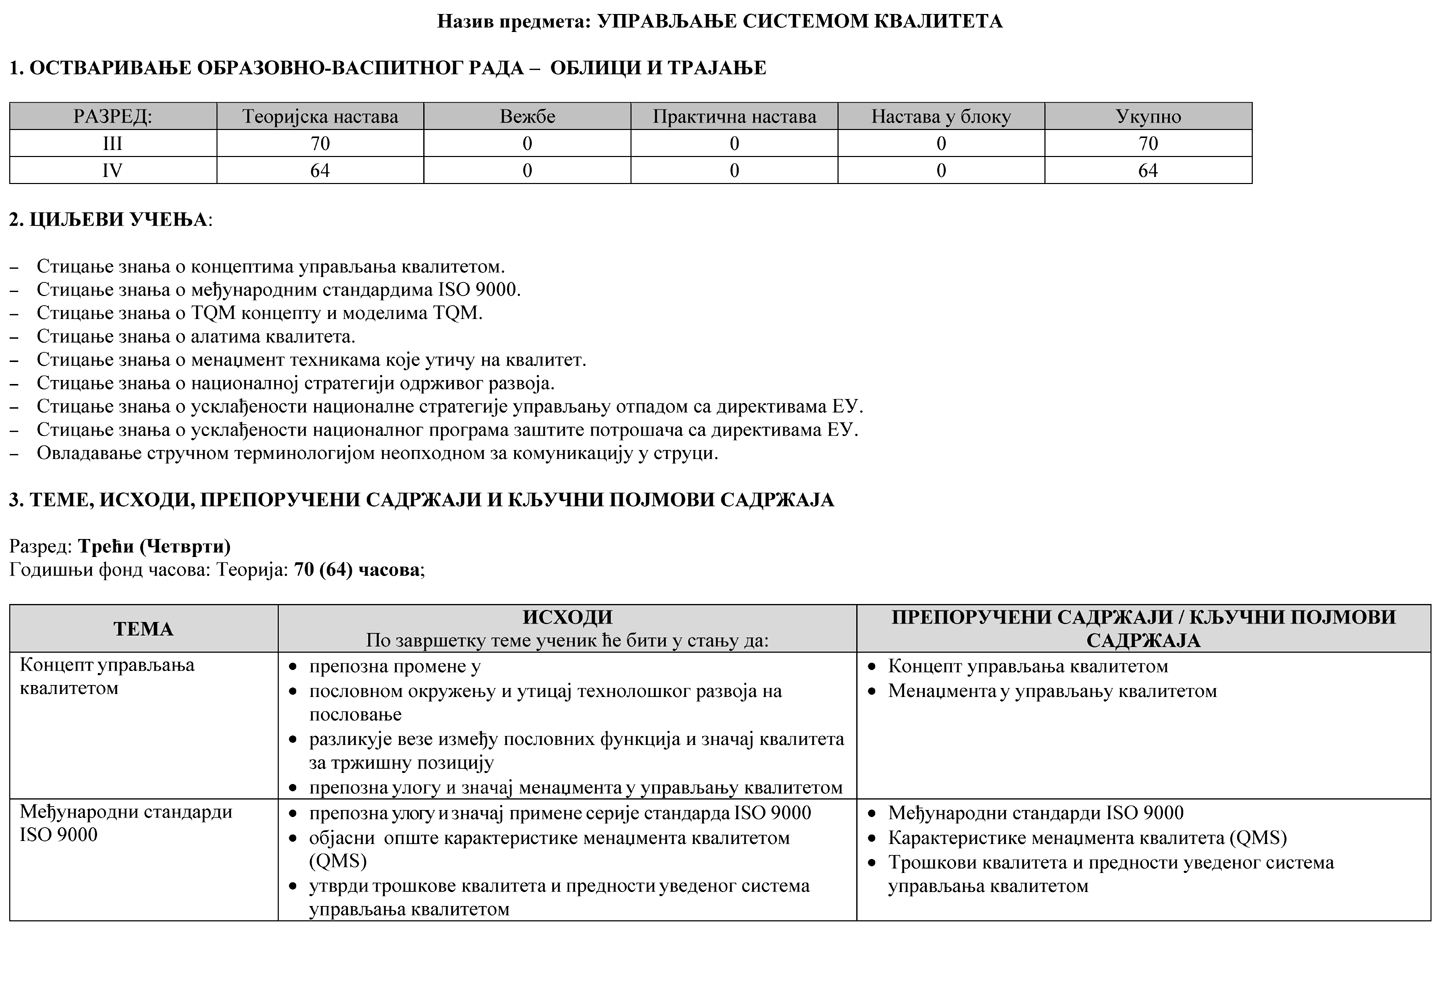 Назив предмета: УПРАВЉАЊЕ СИСТЕМОМ КВАЛИТЕТА
1. ОСТВАРИВАЊЕ ОБРАЗОВНО-ВАСПИТНОГ РАДА – ОБЛИЦИ И ТРАЈАЊЕ
РАЗРЕД: Теоријска настава Вежбе Практична настава Настава у блоку Укупно
III 70 0 0 0 70
IV 64 0 0 0 64
2. ЦИЉЕВИ УЧЕЊА:
– Стицање знања о концептима управљања квалитетом.
– Стицање знања о међународним стандардима ISO 9000.
– Стицање знања о TQM концепту и моделима TQM.
– Стицање знања о алатима квалитета.
– Стицање знања о менаџмент техникама које утичу на квалитет.
– Стицање знања о националној стратегији одрживог развоја.
– Стицање знања о усклађености националне стратегије управљању отпадом са директивама ЕУ.
– Стицање знања о усклађености националног програма заштите потрошача са директивама ЕУ.
– Овладавање стручном терминологијом неопходном за комуникацију у струци.
3. ТЕМЕ, ИСХОДИ, ПРЕПОРУЧЕНИ САДРЖАЈИ И КЉУЧНИ ПОЈМОВИ САДРЖАЈА
Разред: Трећи (Четврти)
Годишњи фонд часова: Теорија: 70 (64) часова;
ТЕМА
ИСХОДИ
По завршетку теме ученик ће бити у стању да:
ПРЕПОРУЧЕНИ САДРЖАЈИ / КЉУЧНИ ПОЈМОВИ
САДРЖАЈА
Концепт управљања
квалитетом
• препозна промене у
• пословном окружењу и утицај технолошког развоја на
пословање
• разликује везе између пословних функција и значај квалитета
за тржишну позицију
• препозна улогу и значај менаџмента у управљању квалитетом
• Концепт управљања квалитетом
• Менаџмента у управљању квалитетом
Међународни стандарди
ISO 9000
• препозна улогу и значај примене серије стандарда ISO 9000
• објасни опште карактеристике менаџмента квалитетом
(QMS)
• утврди трошкове квалитета и предности уведеног система
управљања квалитетом
• Међународни стандарди ISO 9000
• Карактеристике менаџмента квалитета (QMS)
• Трошкови квалитета и предности уведеног система
управљања квалитетом